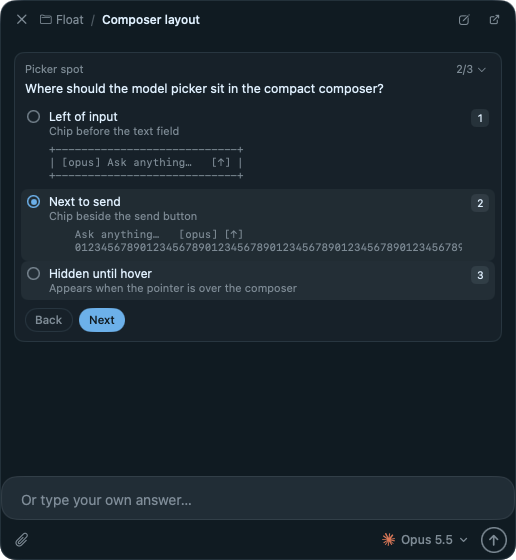 Float / Composer layout
Picker spot 2/3
Where should the model picker sit in the compact composer?
Left of input 1
Chip before the text field
+----------------------------+
| [opus] Ask anything…   [↑] |
+----------------------------+
Next to send 2
Chip beside the send button
Ask anything…   [opus] [↑]
012345678901234567890123456789012345678901234567890123456789
Hidden until hover 3
Appears when the pointer is over the composer
Back Next
Or type your own answer…
Opus 5.5